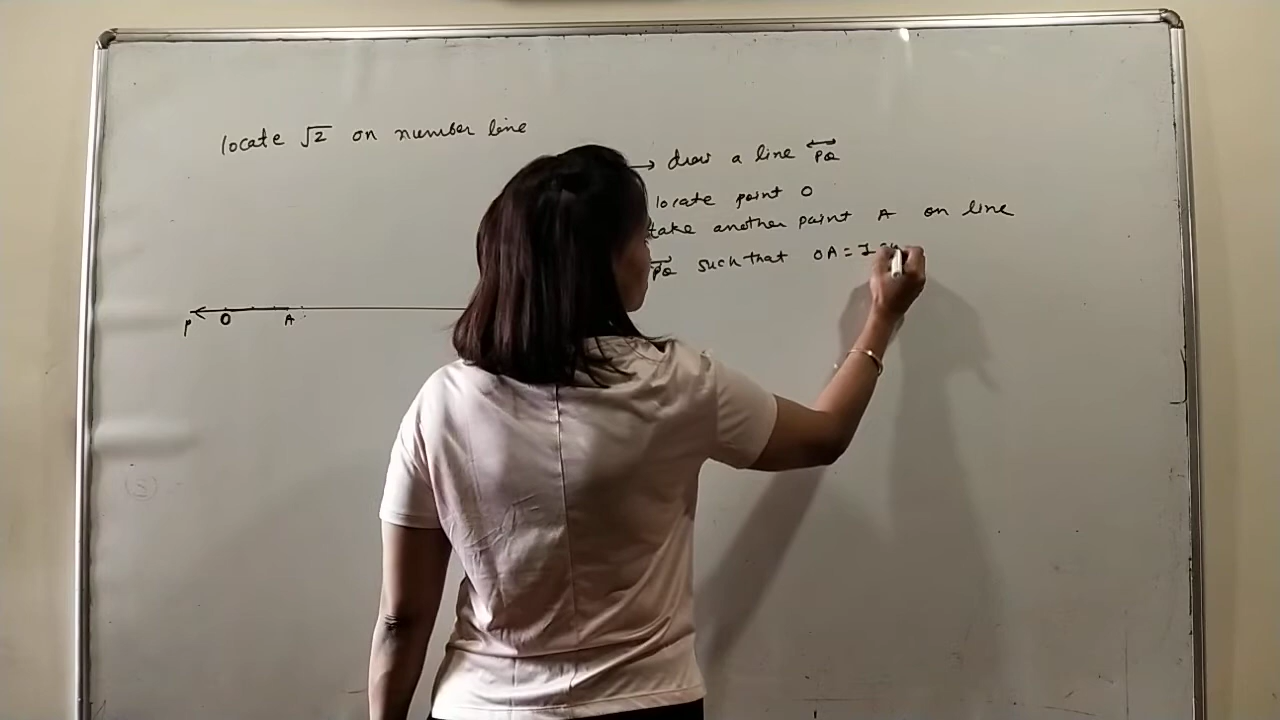 locate √2 on number line
→ draw a line PQ
locate point O
take another point A on line
PQ such that OA = 1
P O A